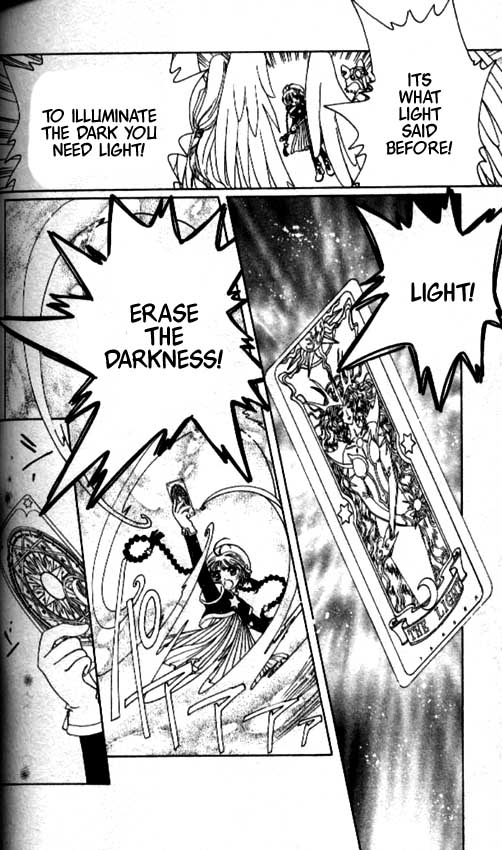 ITS
WHAT
LIGHT
SAID
BEFORE!
TO ILLUMINATE
THE DARK YOU
NEED LIGHT!
LIGHT!
THE LIGHT
ERASE
THE
DARKNESS!